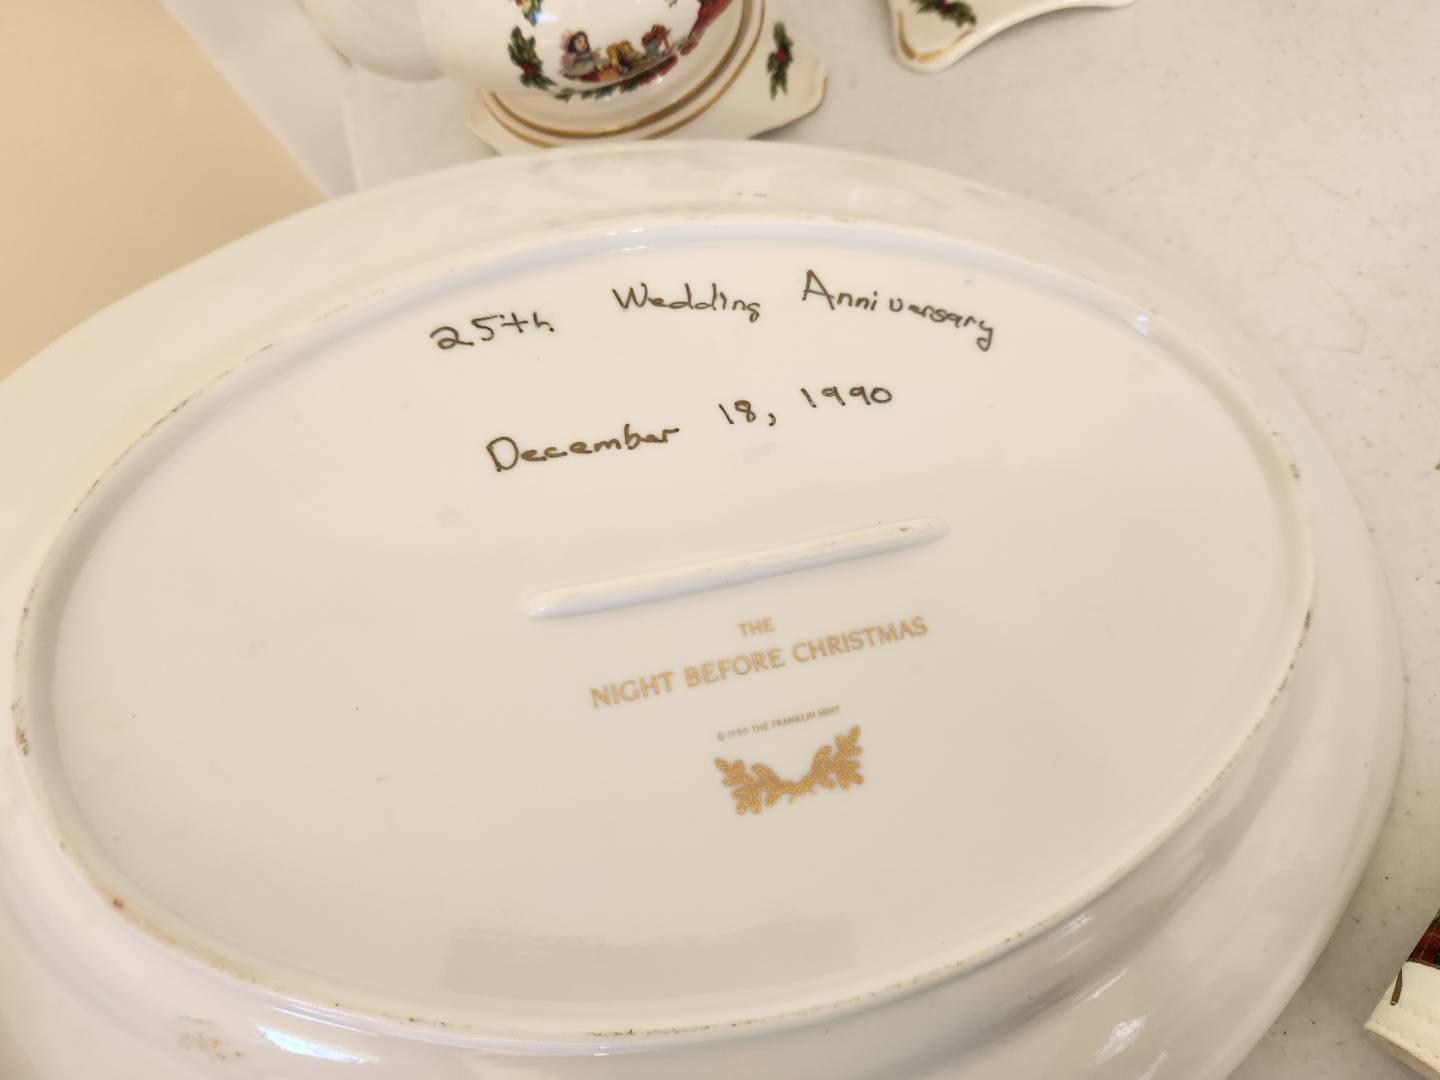 25th Wedding Anniversary
December 18, 1990
THE
NIGHT BEFORE CHRISTMAS
© 1990 THE FRANKLIN MINT